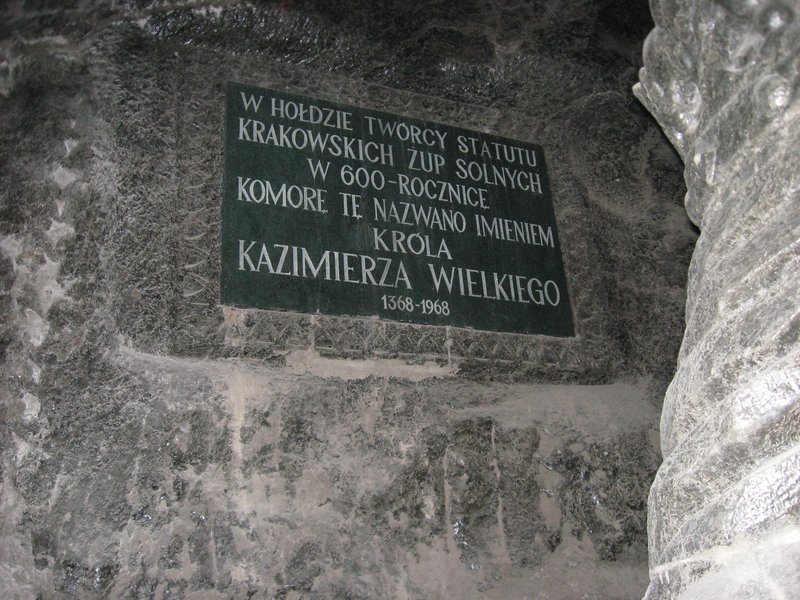 W HOŁDZIE TWÓRCY STATUTU
KRAKOWSKICH ŻUP SOLNYCH
W 600-ROCZNICĘ
KOMORĘ TĘ NAZWANO IMIENIEM
KRÓLA
KAZIMIERZA WIELKIEGO
1368-1968